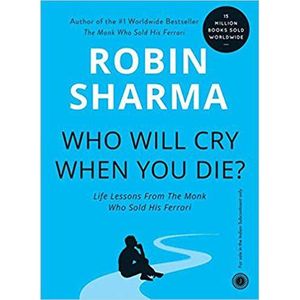 Author of the #1 Worldwide Bestseller
The Monk Who Sold His Ferrari
15
MILLION
BOOKS SOLD
WORLDWIDE
ROBIN
SHARMA
WHO WILL CRY
WHEN YOU DIE?
Life Lessons From The Monk
Who Sold His Ferrari
For sale in the Indian Subcontinent only